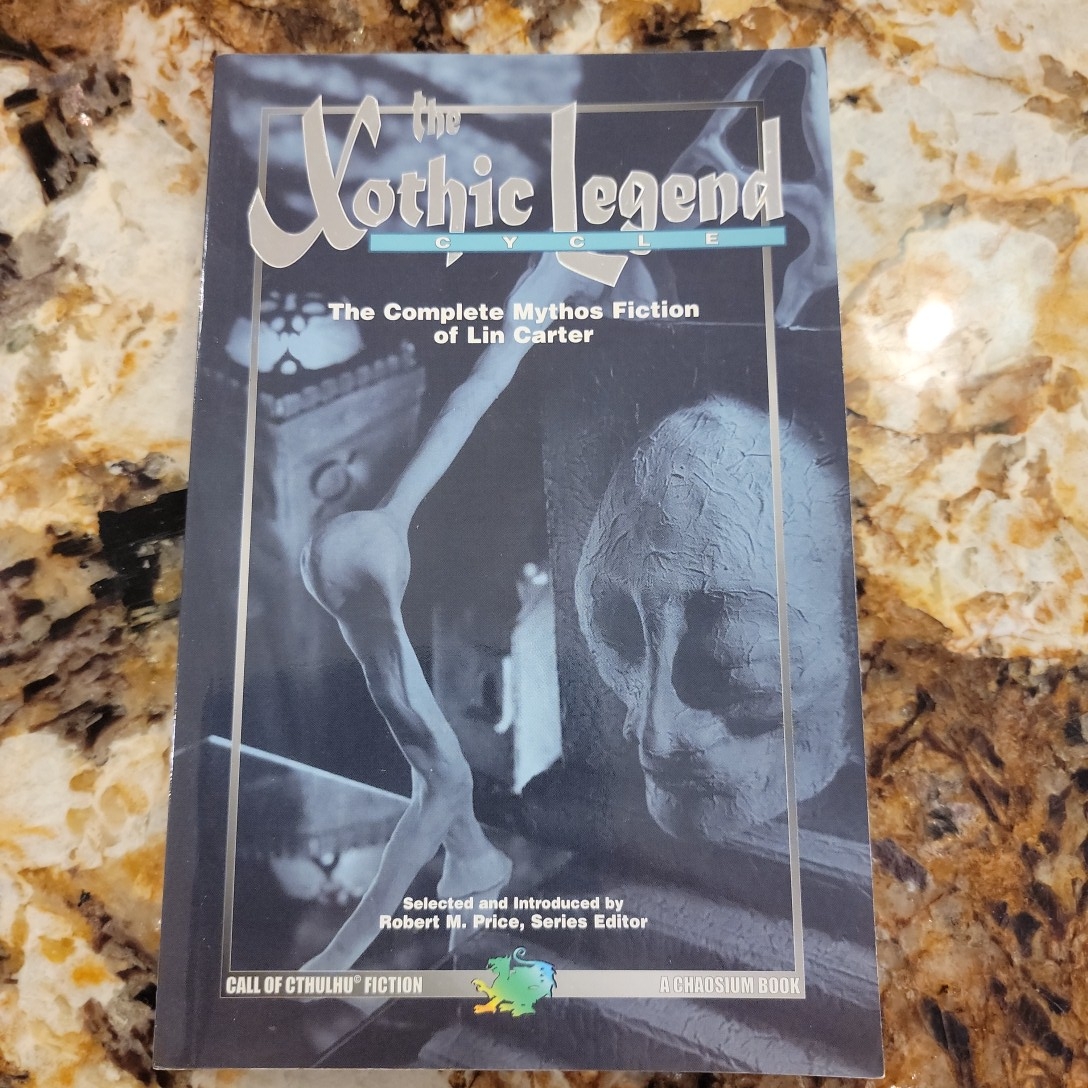 the
Xothic Legend
CYCLE
The Complete Mythos Fiction
of Lin Carter
Selected and Introduced by
Robert M. Price, Series Editor
CALL OF CTHULHU® FICTION
A CHAOSIUM BOOK